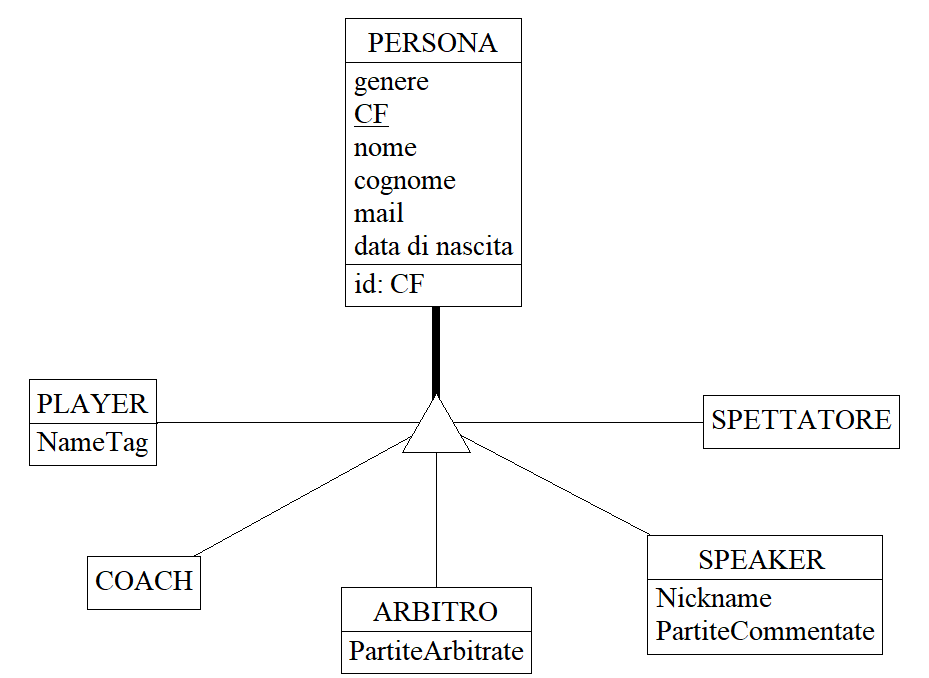 PERSONA
genere
CF
nome
cognome
mail
data di nascita
id: CF
PLAYER
NameTag
SPETTATORE
COACH
ARBITRO
PartiteArbitrate
SPEAKER
Nickname
PartiteCommentate